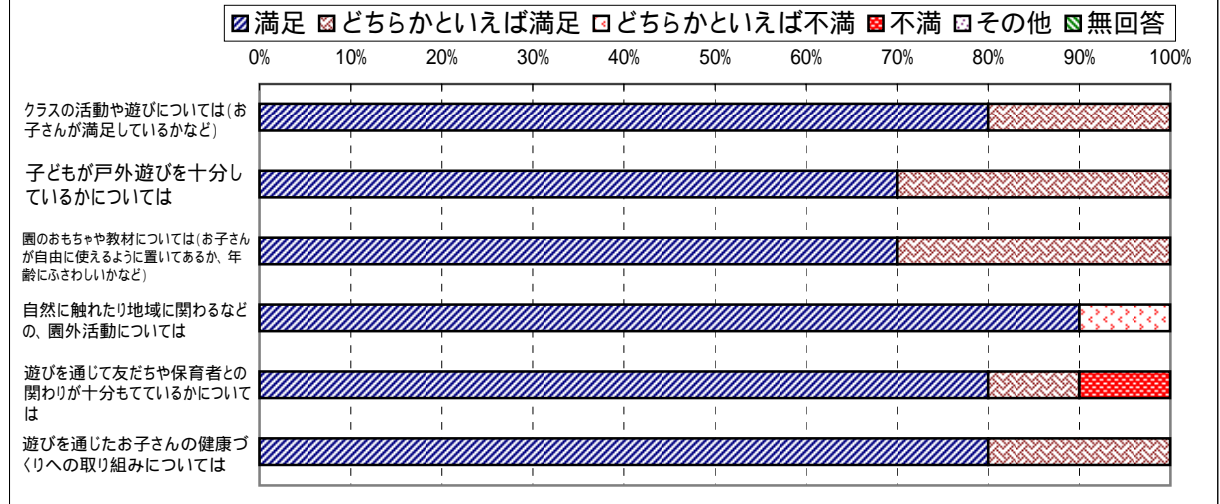 満足 どちらかといえば満足 どちらかといえば不満 不満 その他 無回答
0% 10% 20% 30% 40% 50% 60% 70% 80% 90% 100%
クラスの活動や遊びについては(お
子さんが満足しているかなど)
子どもが戸外遊びを十分し
ているかについては
園のおもちゃや教材については(お子さん
が自由に使えるように置いてあるか、年
齢にふさわしいかなど)
自然に触れたり地域に関わるなど
の、園外活動については
遊びを通じて友だちや保育者との
関わりが十分もてているかについて
は
遊びを通じたお子さんの健康づ
くりへの取り組みについては